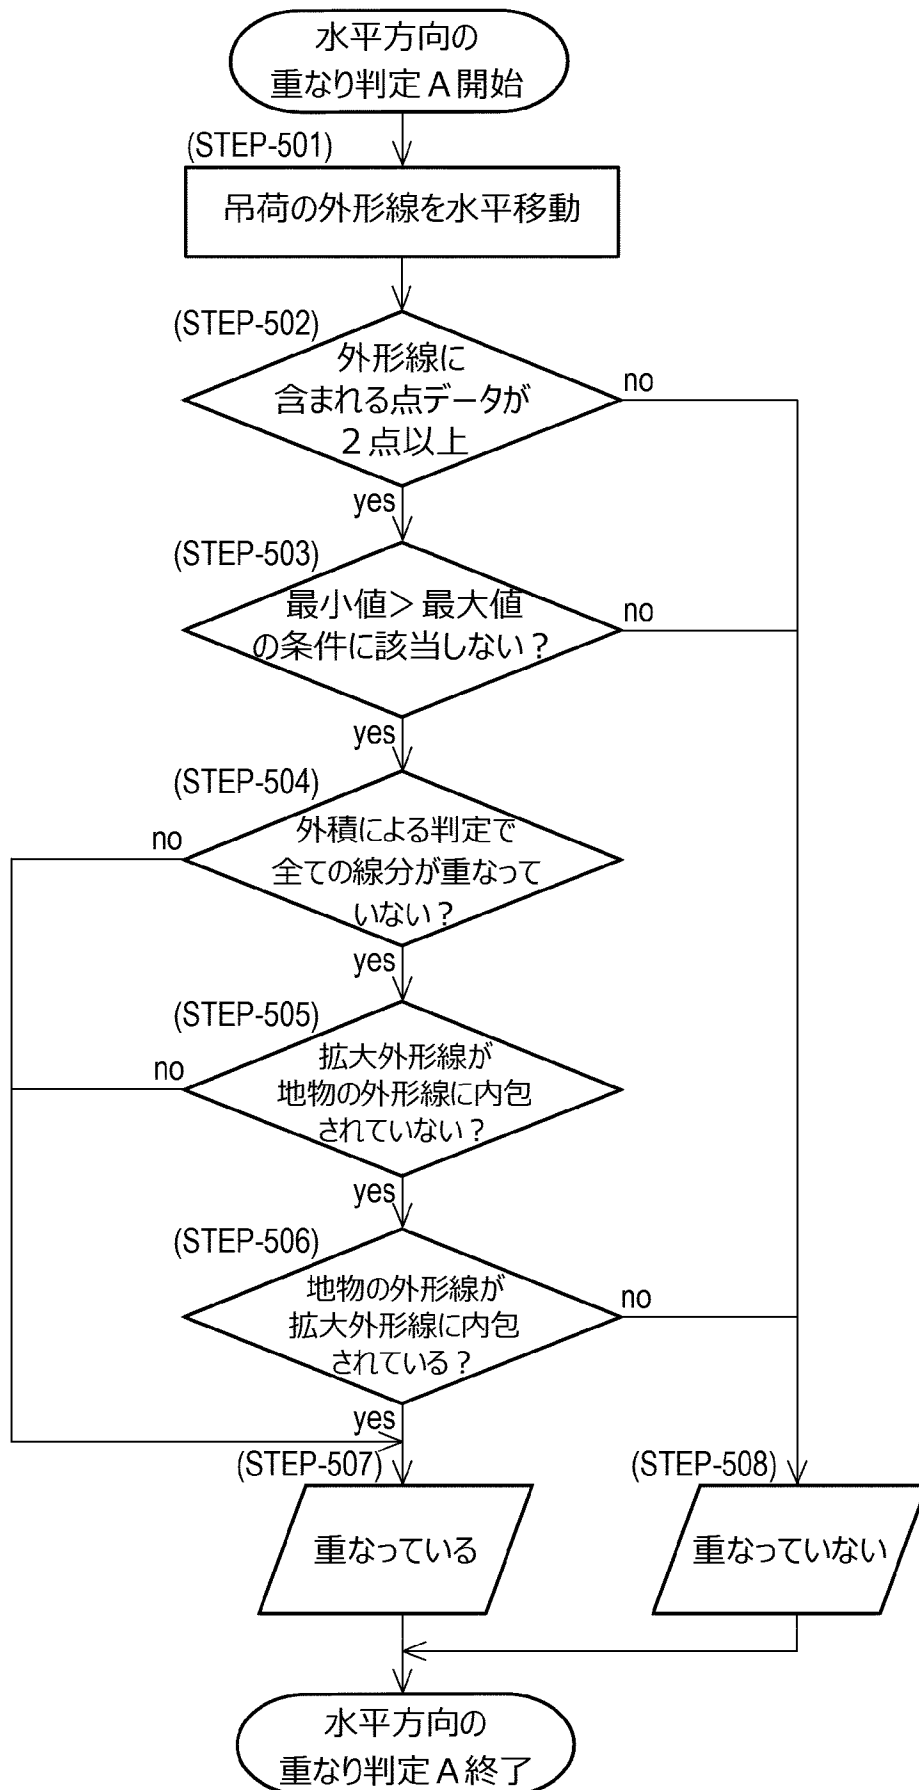 水平方向の
重なり判定A開始
(STEP-501)
吊荷の外形線を水平移動
(STEP-502)
外形線に
含まれる点データが
2点以上
no
yes
(STEP-503)
最小値＞最大値
の条件に該当しない？
no
yes
(STEP-504)
外積による判定で
全ての線分が重なって
いない？
no
yes
(STEP-505)
拡大外形線が
地物の外形線に内包
されていない？
no
yes
(STEP-506)
地物の外形線が
拡大外形線に内包
されている？
no
yes
(STEP-507)
重なっている
(STEP-508)
重なっていない
水平方向の
重なり判定A終了